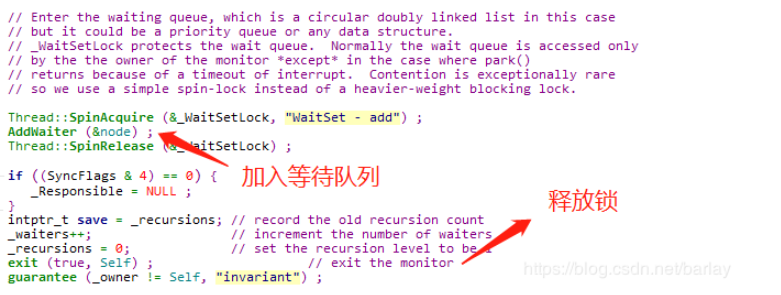 // Enter the waiting queue, which is a circular doubly linked list in this case
// but it could be a priority queue or any data structure.
// _WaitSetLock protects the wait queue.  Normally the wait queue is accessed only
// by the the owner of the monitor *except* in the case where park()
// returns because of a timeout of interrupt.  Contention is exceptionally rare
// so we use a simple spin-lock instead of a heavier-weight blocking lock.
Thread::SpinAcquire (&_WaitSetLock, "WaitSet - add") ;
AddWaiter (&node) ;
Thread::SpinRelease (&_WaitSetLock) ;
加入等待队列
if ((SyncFlags & 4) == 0) {
_Responsible = NULL ;
}
释放锁
intptr_t save = _recursions; // record the old recursion count
_waiters++; // increment the number of waiters
_recursions = 0; // set the recursion level to be
exit (true, Self) ; // exit the monitor
guarantee (_owner != Self, "invariant") ;
https://blog.csdn.net/barlay